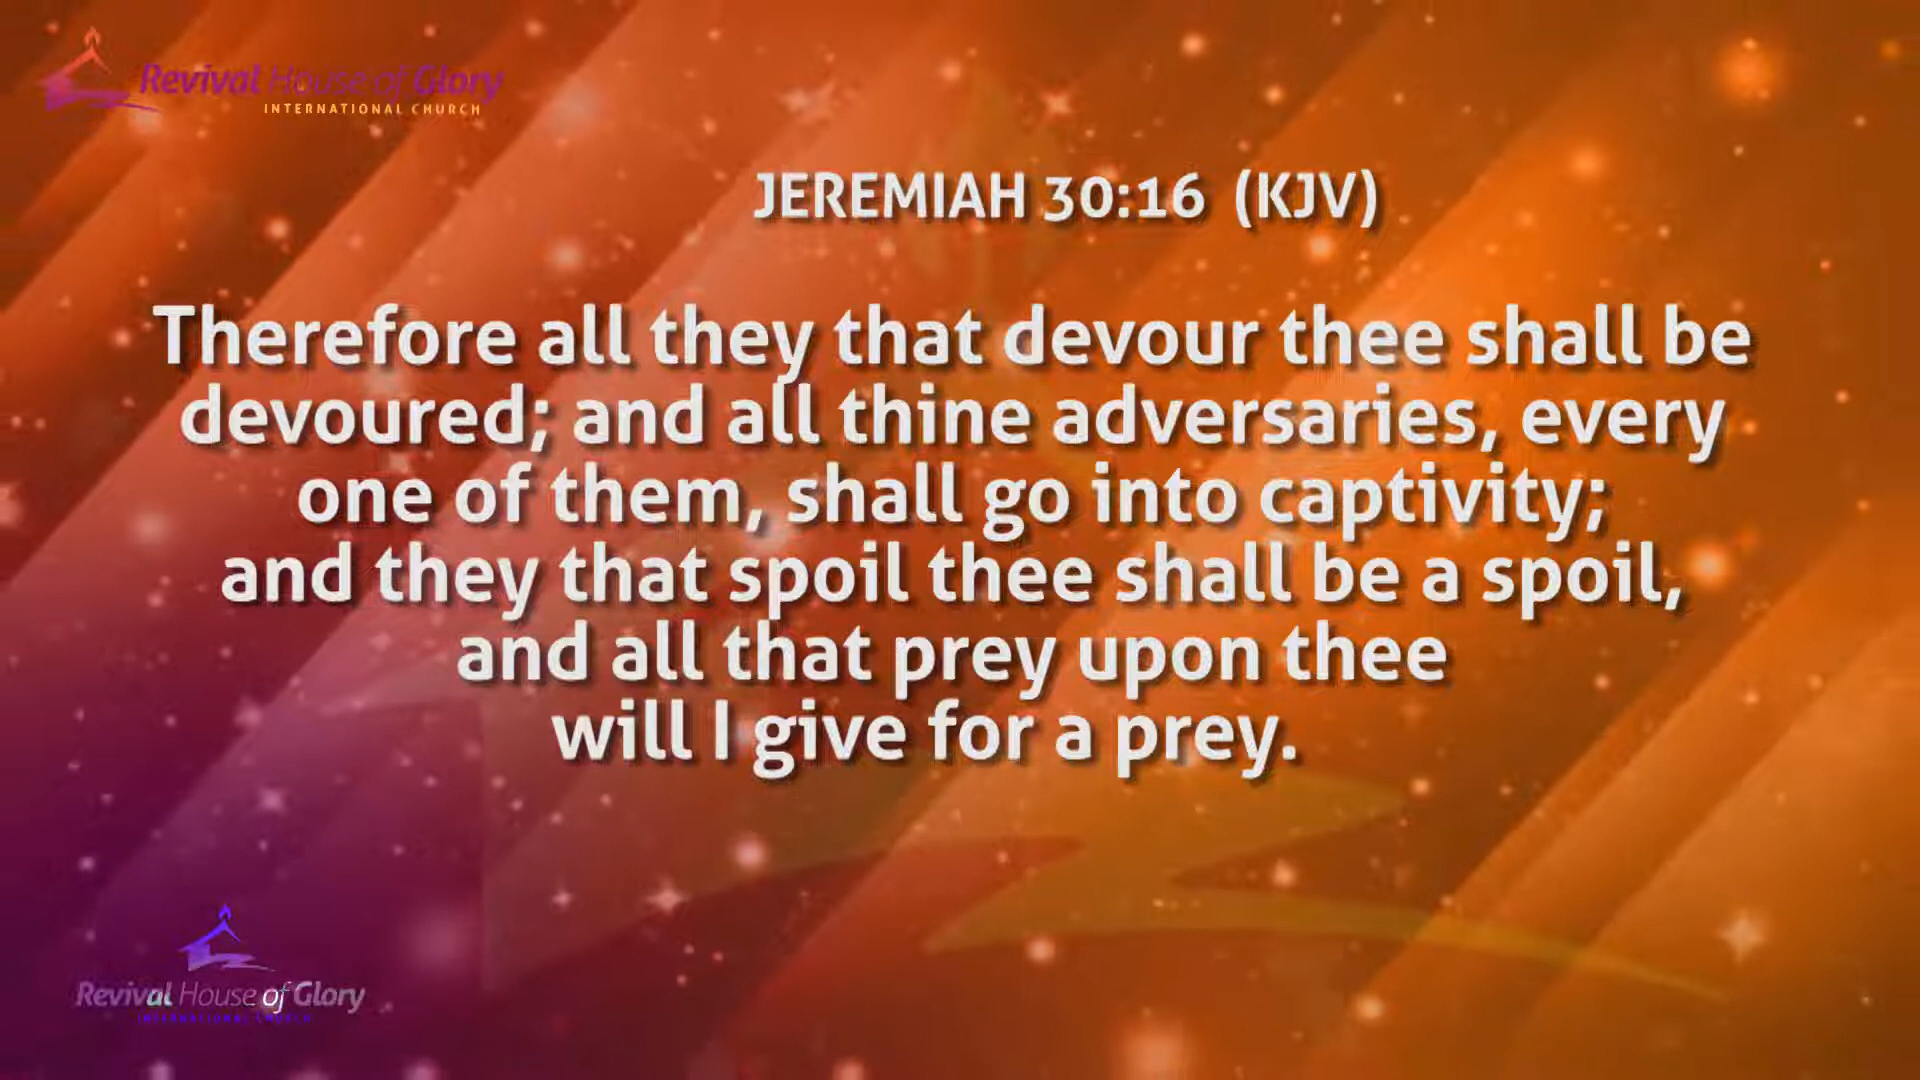 Revival House of Glory
INTERNATIONAL CHURCH
JEREMIAH 30:16 (KJV)
Therefore all they that devour thee shall be
devoured; and all thine adversaries, every
one of them, shall go into captivity;
and they that spoil thee shall be a spoil,
and all that prey upon thee
will I give for a prey.
Revival House of Glory
INTERNATIONAL CHURCH